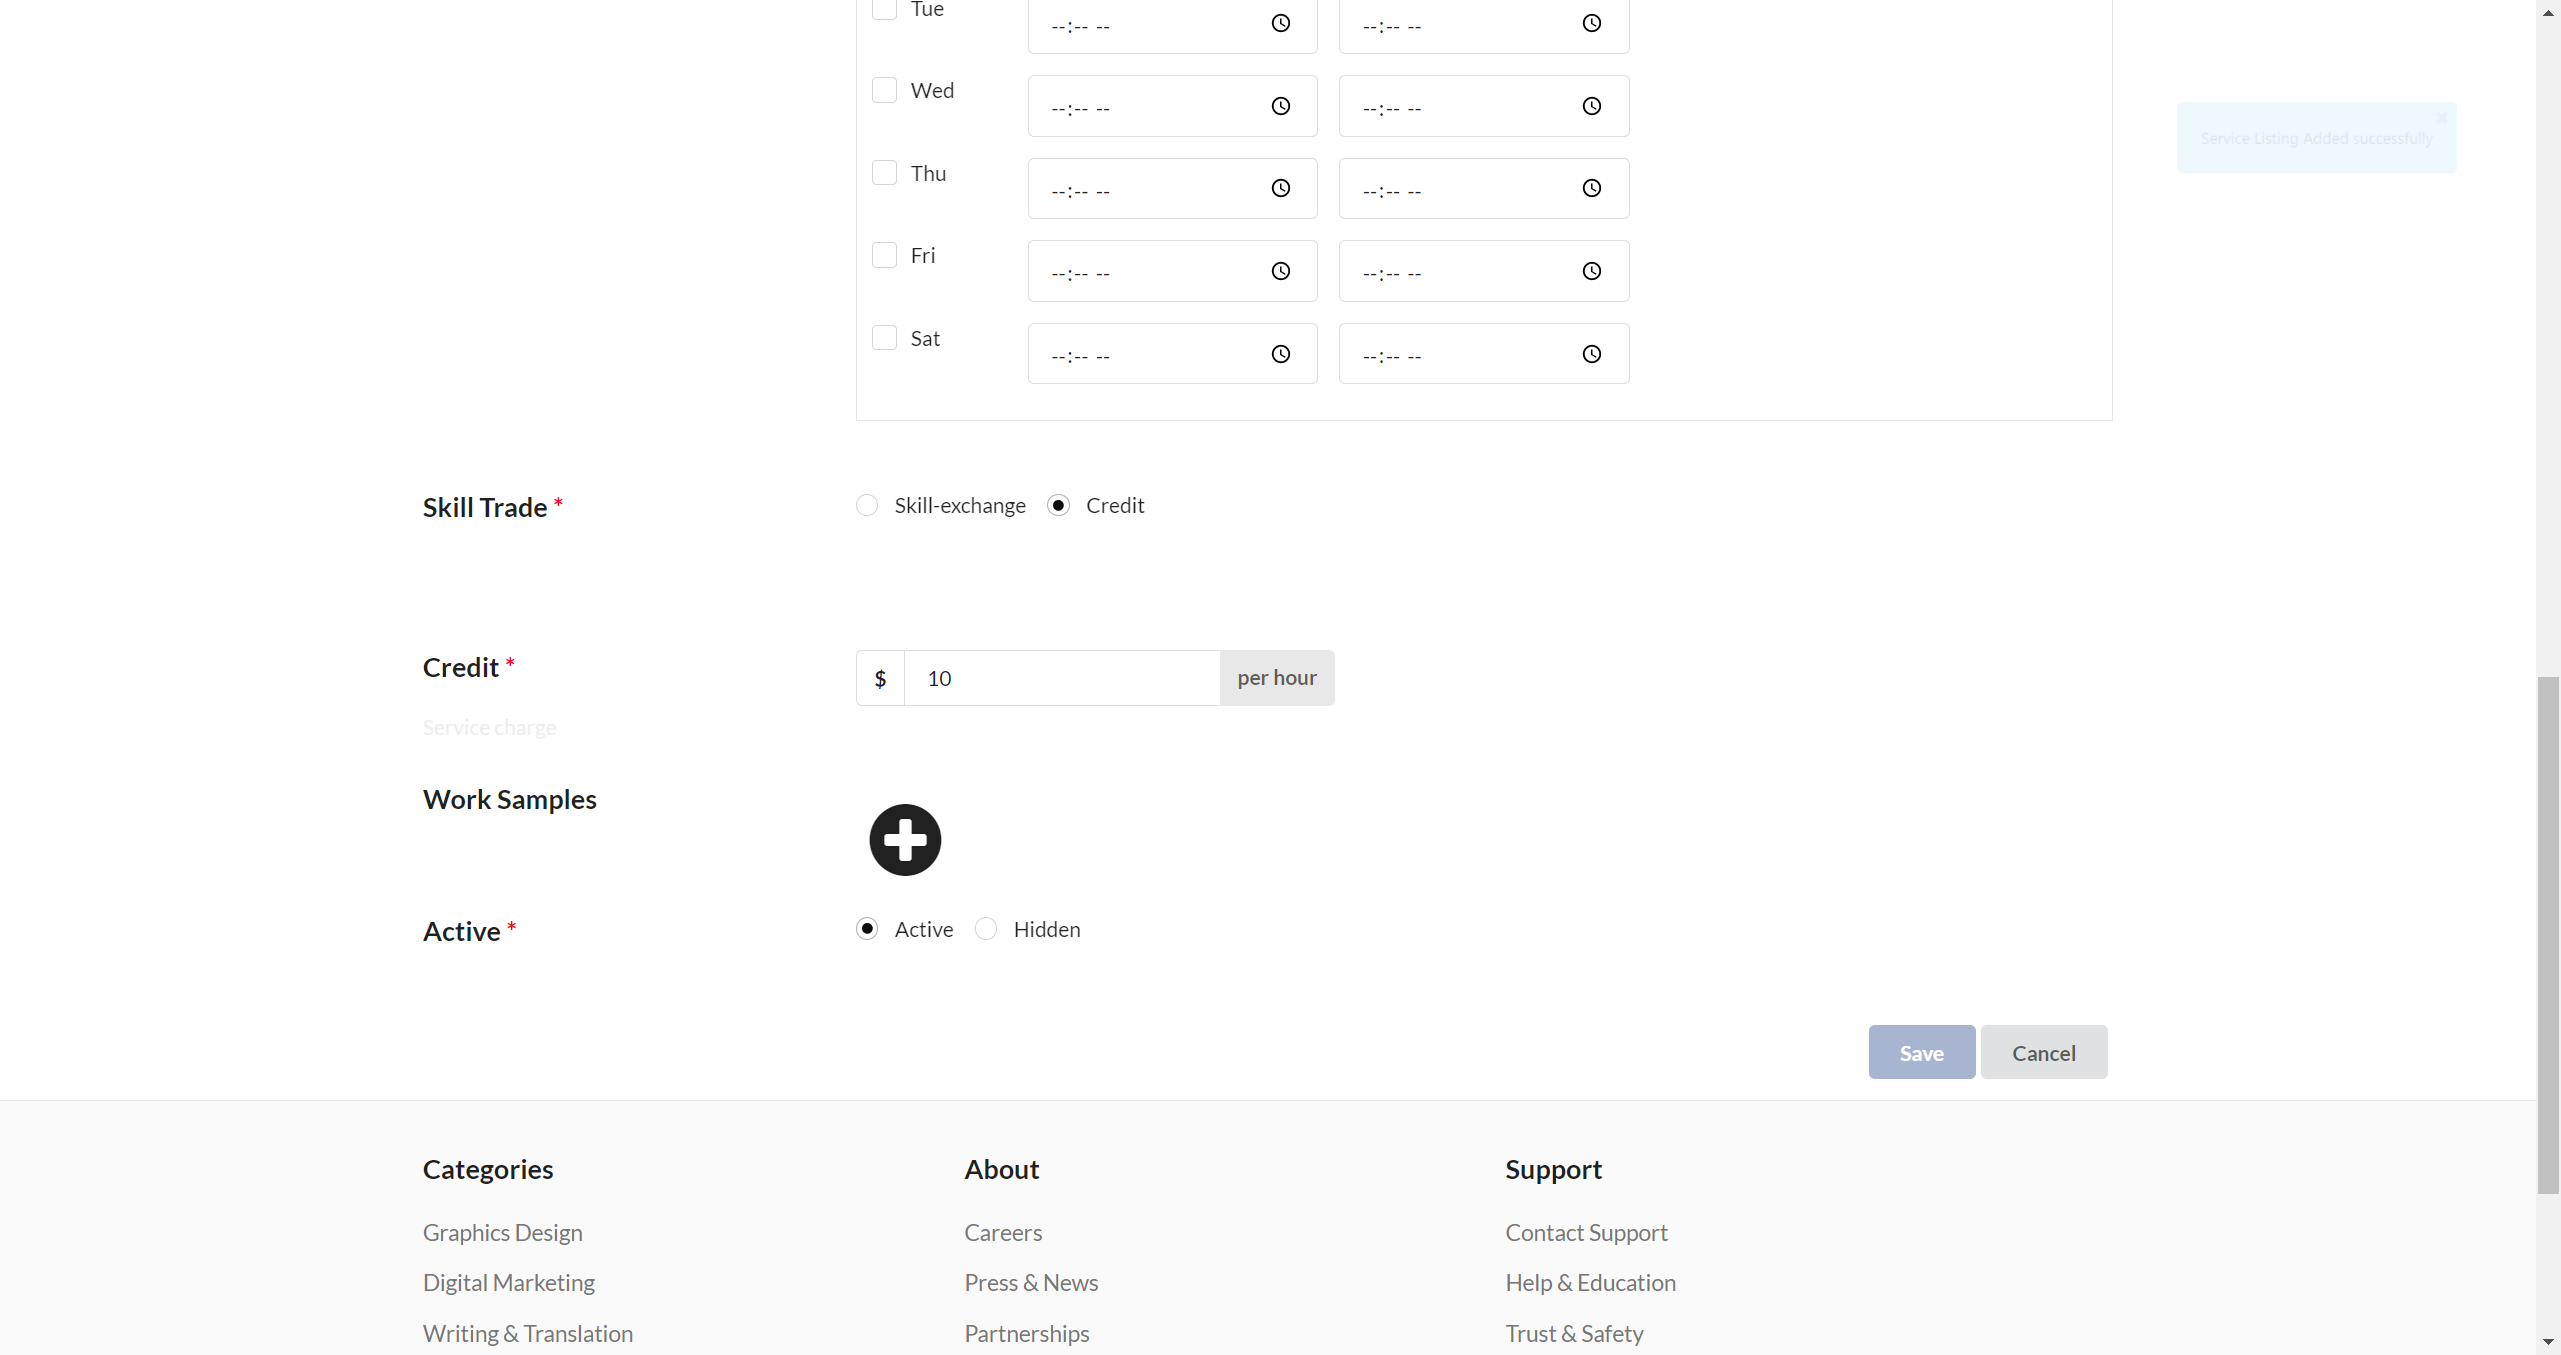 Tue --:-- -- --:-- --
Wed --:-- -- --:-- --
Service Listing Added successfully
Thu --:-- -- --:-- --
Fri --:-- -- --:-- --
Sat --:-- -- --:-- --
Skill Trade * Skill-exchange Credit
Credit * $ 10 per hour
Service charge
Work Samples
Active * Active Hidden
Save Cancel
Categories About Support
Graphics Design Careers Contact Support
Digital Marketing Press & News Help & Education
Writing & Translation Partnerships Trust & Safety